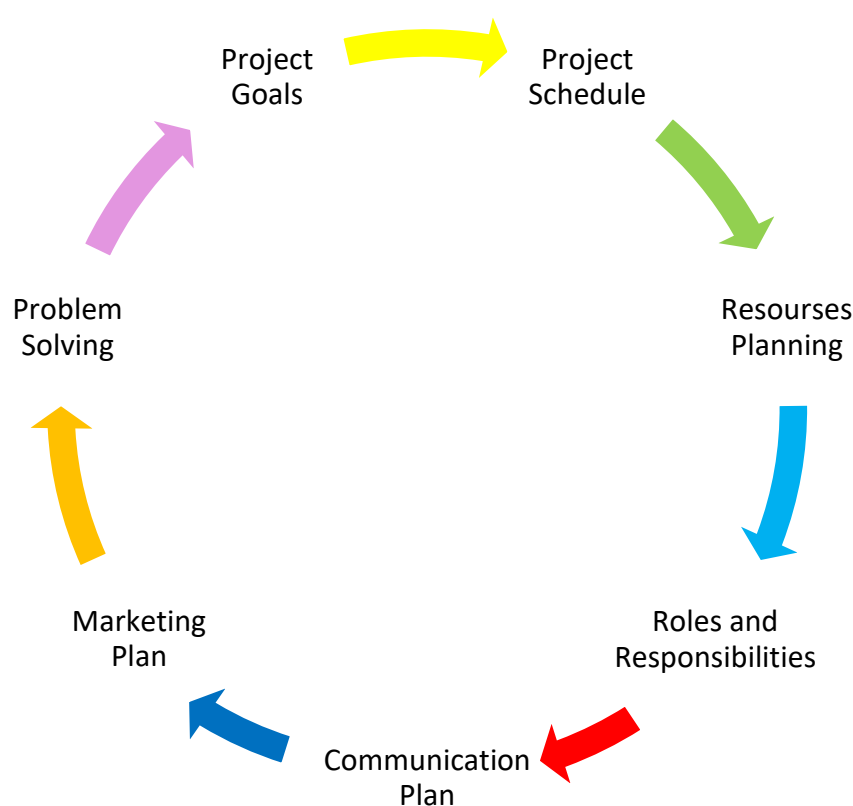 Project
Goals
Project
Schedule
Resourses
Planning
Roles and
Responsibilities
Communication
Plan
Marketing
Plan
Problem
Solving